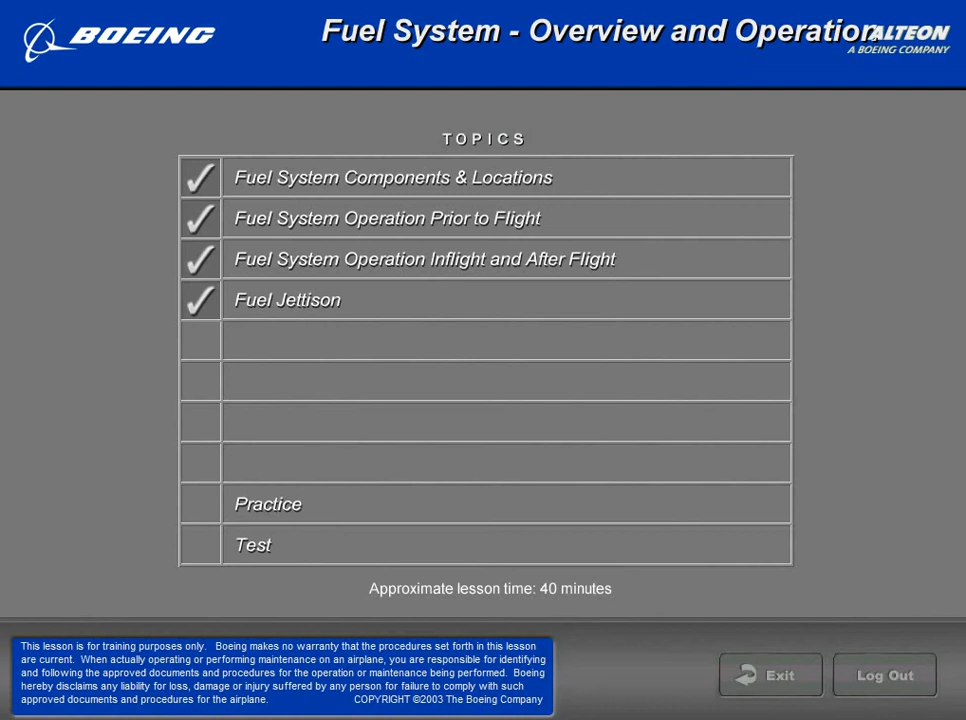 BOEING
Fuel System - Overview and Operation
ALTEON
A BOEING COMPANY
TOPICS
Fuel System Components & Locations
Fuel System Operation Prior to Flight
Fuel System Operation Inflight and After Flight
Fuel Jettison
Practice
Test
Approximate lesson time: 40 minutes
This lesson is for training purposes only. Boeing makes no warranty that the procedures set forth in this lesson
are current. When actually operating or performing maintenance on an airplane, you are responsible for identifying
and following the approved documents and procedures for the operation or maintenance being performed. Boeing
hereby disclaims any liability for loss, damage or injury suffered by any person for failure to comply with such
approved documents and procedures for the airplane. COPYRIGHT ©2003 The Boeing Company
Exit
Log Out